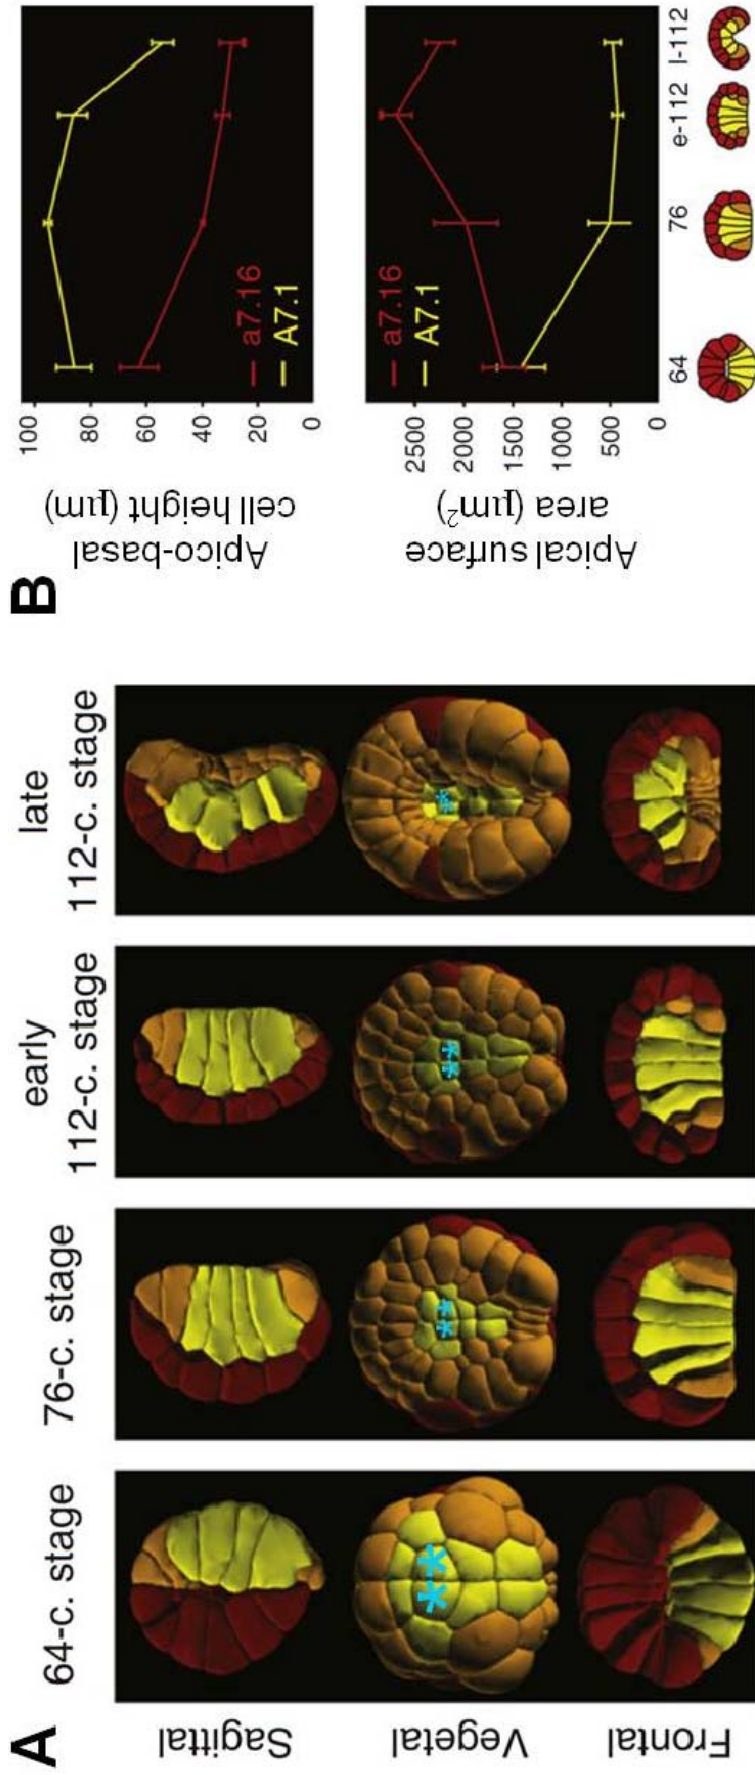 A
64-c. stage
76-c. stage
early
112-c. stage
late
112-c. stage
Sagittal
Vegetal
Frontal
**
**
**
**
B
Apico-basal
cell height (μm)
100
80
60
40
20
0
a7.16
A7.1
Apical surface
area (μm²)
2500
2000
1500
1000
500
0
a7.16
A7.1
64
76
e-112
l-112